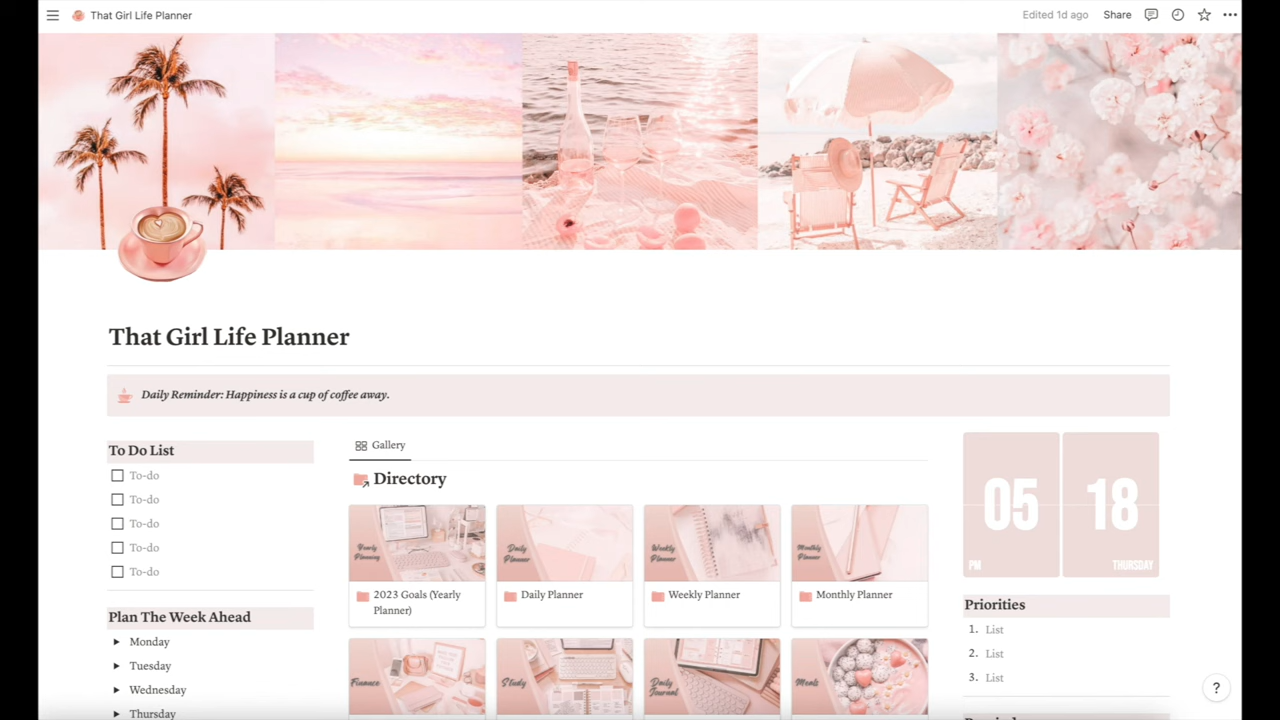 That Girl Life Planner
Edited 1d ago
Share
That Girl Life Planner
Daily Reminder: Happiness is a cup of coffee away.
To Do List
To-do
To-do
To-do
To-do
To-do
Plan The Week Ahead
Monday
Tuesday
Wednesday
Thursday
Gallery
Directory
Yearly
Planning
2023 Goals (Yearly
Planner)
Daily
Planner
Daily Planner
Weekly
Planner
Weekly Planner
Monthly
Planner
Monthly Planner
Finance
Study
Daily
Journal
Meals
05
18
PM
THURSDAY
Priorities
1. List
2. List
3. List
?